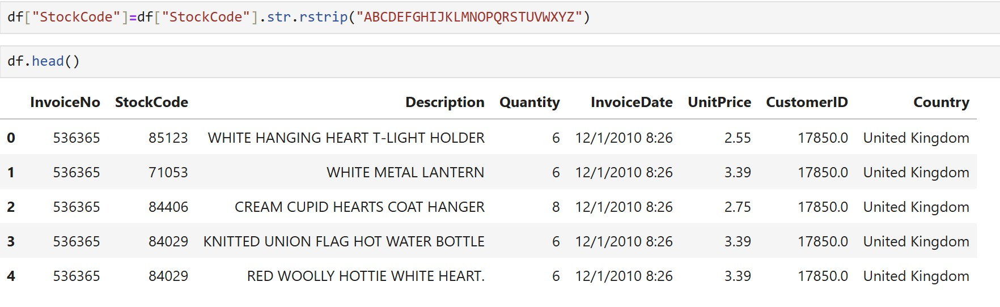 df["StockCode"]=df["StockCode"].str.rstrip("ABCDEFGHIJKLMNOPQRSTUVWXYZ")
df.head()
InvoiceNo StockCode Description Quantity InvoiceDate UnitPrice CustomerID Country
0 536365 85123 WHITE HANGING HEART T-LIGHT HOLDER 6 12/1/2010 8:26 2.55 17850.0 United Kingdom
1 536365 71053 WHITE METAL LANTERN 6 12/1/2010 8:26 3.39 17850.0 United Kingdom
2 536365 84406 CREAM CUPID HEARTS COAT HANGER 8 12/1/2010 8:26 2.75 17850.0 United Kingdom
3 536365 84029 KNITTED UNION FLAG HOT WATER BOTTLE 6 12/1/2010 8:26 3.39 17850.0 United Kingdom
4 536365 84029 RED WOOLLY HOTTIE WHITE HEART. 6 12/1/2010 8:26 3.39 17850.0 United Kingdom